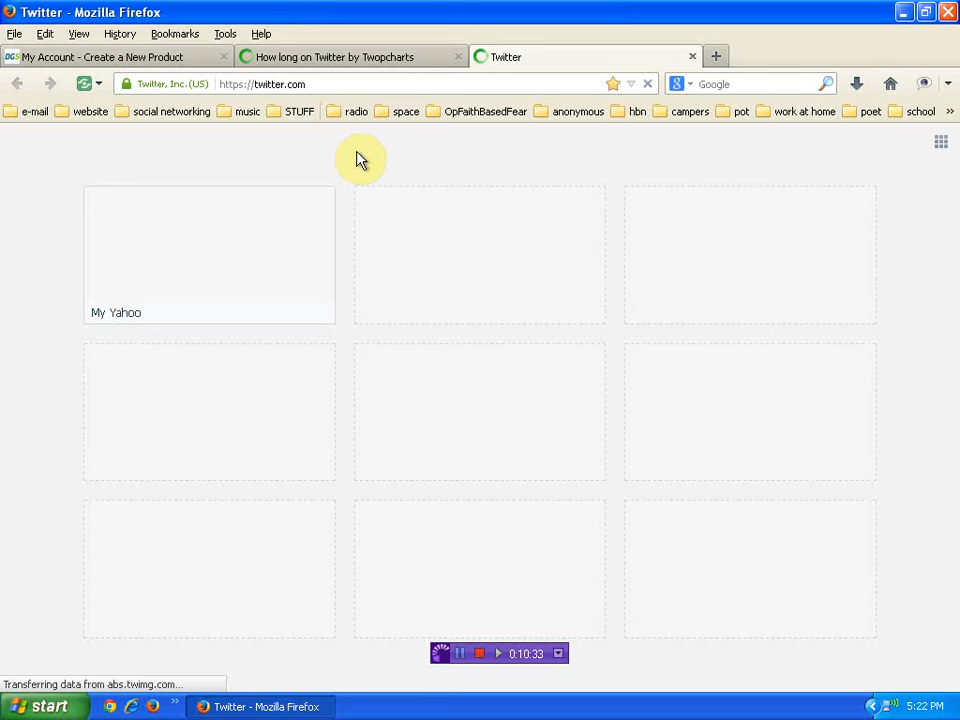 Twitter - Mozilla Firefox
File Edit View History Bookmarks Tools Help
DGS My Account - Create a New Product How long on Twitter by Twopcharts Twitter
Twitter, Inc. (US) https://twitter.com Google
e-mail website social networking music STUFF radio space OpFaithBasedFear anonymous hbn campers pot work at home poet school
My Yahoo
0:10:33
Transferring data from abs.twimg.com...
start Twitter - Mozilla Firefox 5:22 PM